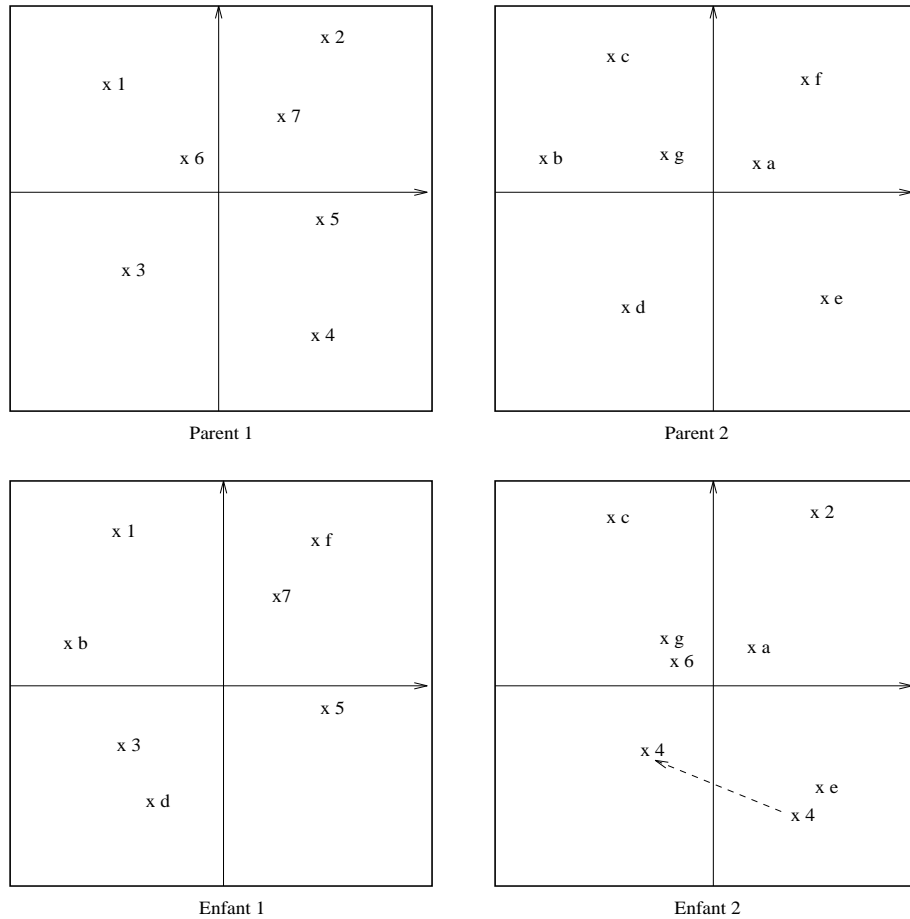 x 2
x 1
x 7
x 6
x 5
x 3
x 4
Parent 1
x c
x f
x b
x g
x a
x e
x d
Parent 2
x 1
x f
x7
x b
x 5
x 3
x d
Enfant 1
x 2
x c
x g
x a
x 6
x 4
x e
x 4
Enfant 2